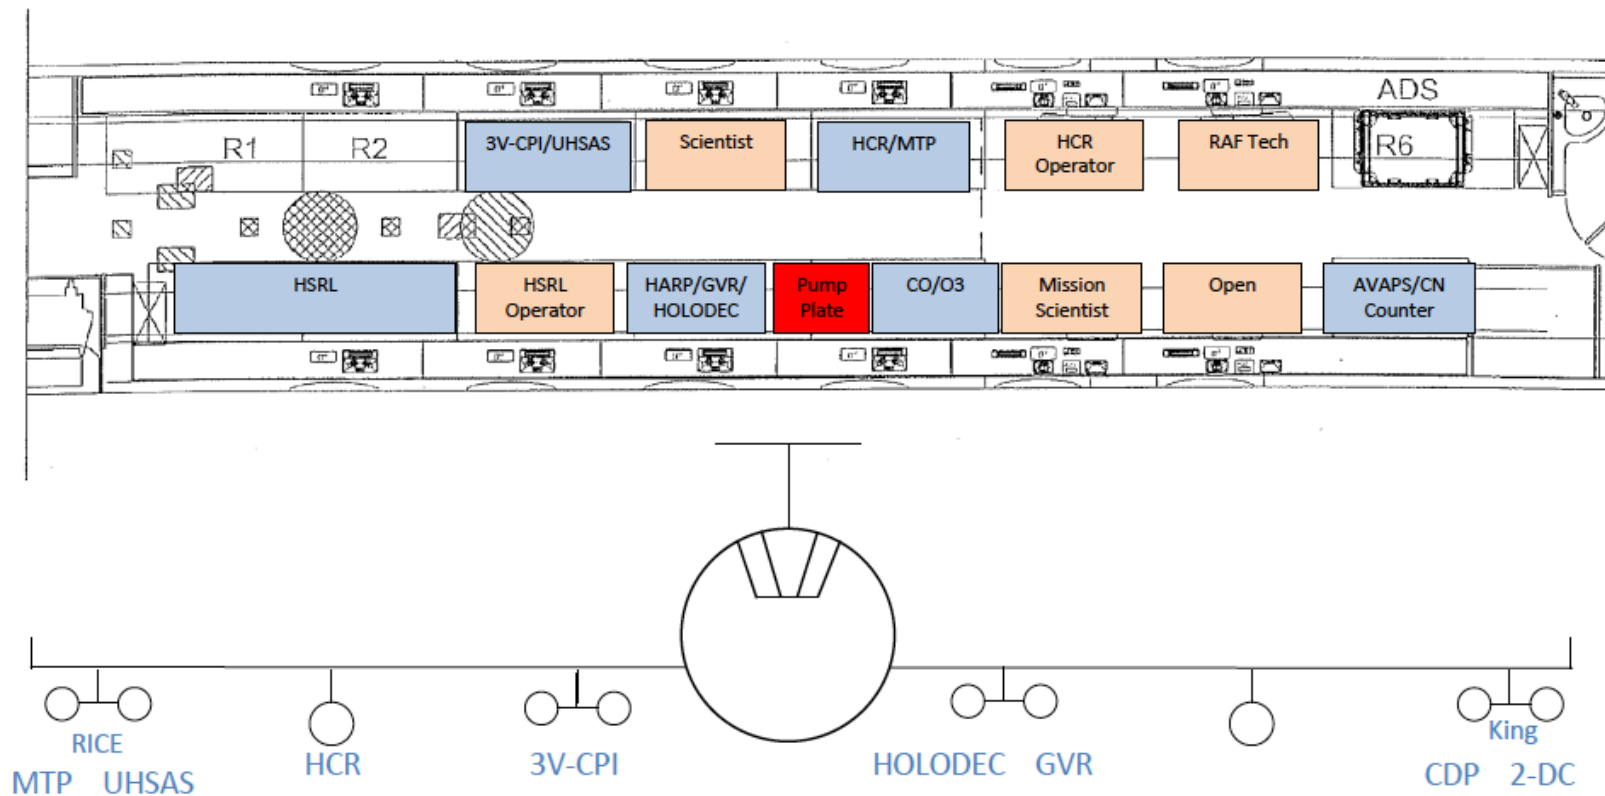 ADS
R1 R2 3V-CPI/UHSAS Scientist HCR/MTP HCR RAF Tech R6
Operator
HSRL HSRL HARP/GVR/ Pump CO/O3 Mission Open AVAPS/CN
Operator HOLODEC Plate Scientist Counter
RICE HCR 3V-CPI HOLODEC GVR King
MTP UHSAS CDP 2-DC